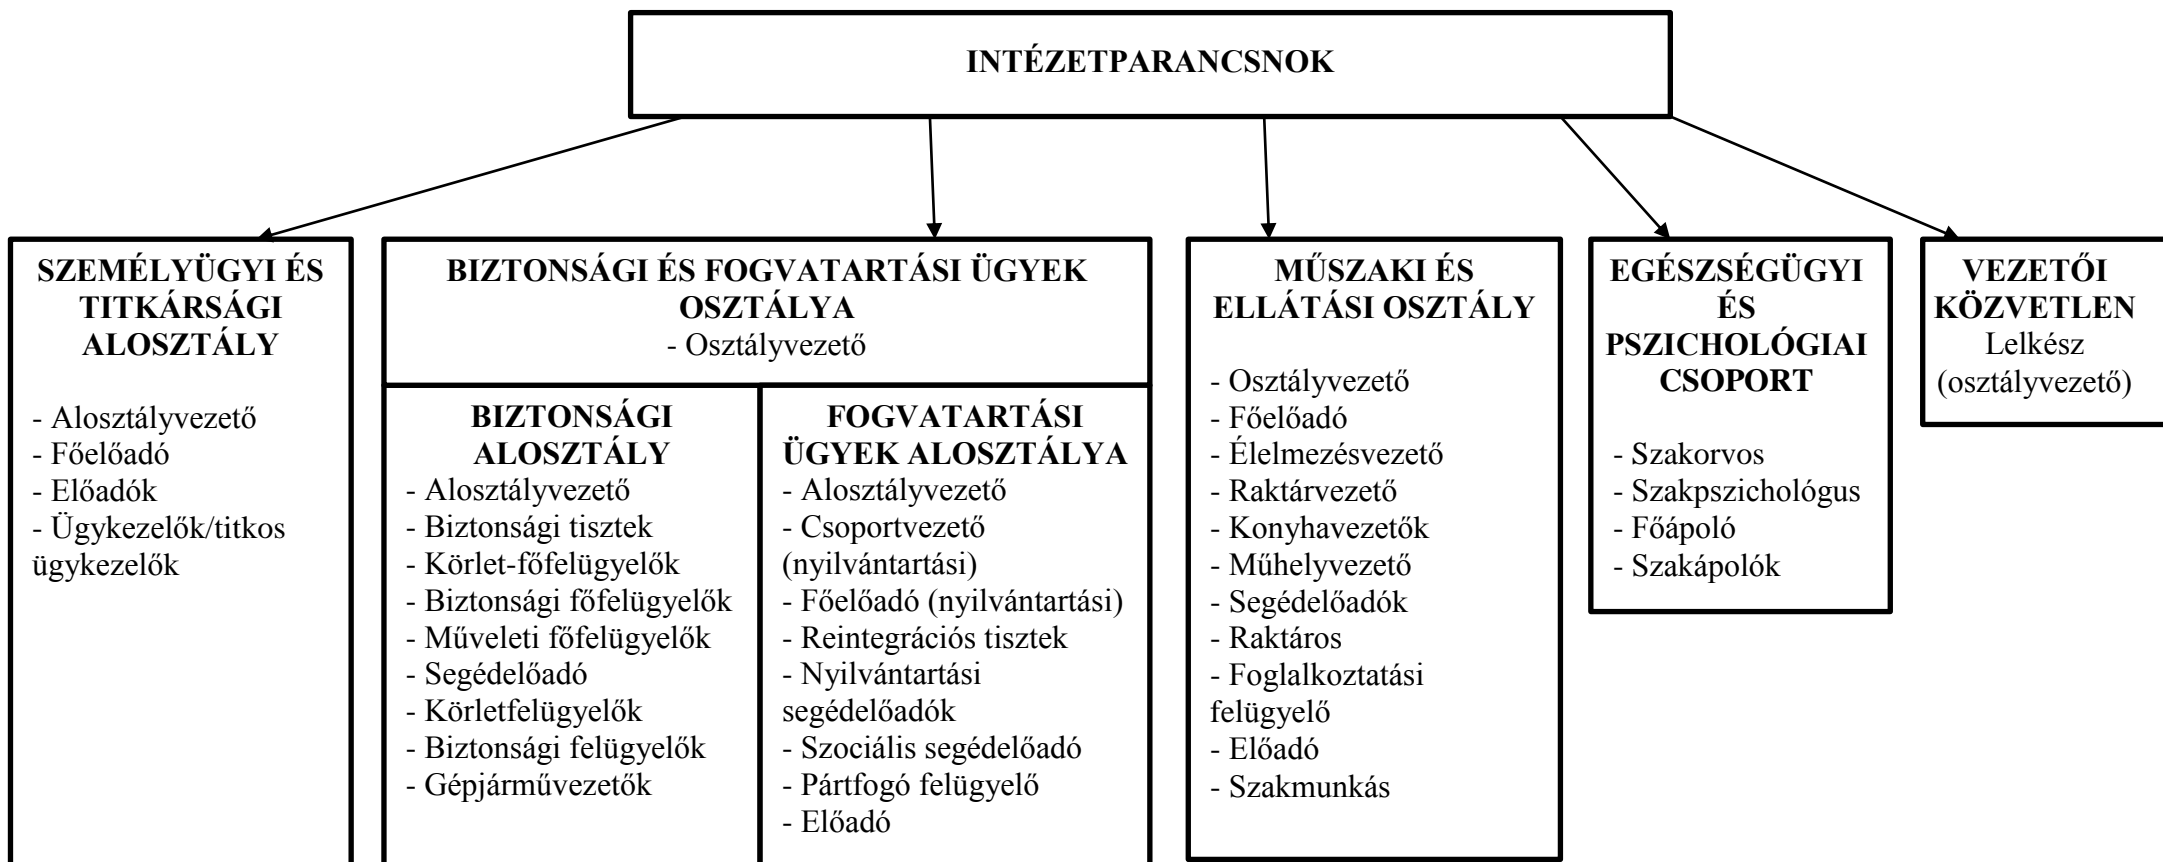 INTÉZETPARANCSNOK
SZEMÉLYÜGYI ÉS
TITKÁRSÁGI
ALOSZTÁLY
- Alosztályvezető
- Főelőadó
- Előadók
- Ügykezelők/titkos
ügykezelők
BIZTONSÁGI ÉS FOGVATARTÁSI ÜGYEK
OSZTÁLYA
- Osztályvezető
BIZTONSÁGI
ALOSZTÁLY
- Alosztályvezető
- Biztonsági tisztek
- Körlet-főfelügyelők
- Biztonsági főfelügyelők
- Műveleti főfelügyelők
- Segédelőadó
- Körletfelügyelők
- Biztonsági felügyelők
- Gépjárművezetők
FOGVATARTÁSI
ÜGYEK ALOSZTÁLYA
- Alosztályvezető
- Csoportvezető
(nyilvántartási)
- Főelőadó (nyilvántartási)
- Reintegrációs tisztek
- Nyilvántartási
segédelőadók
- Szociális segédelőadó
- Pártfogó felügyelő
- Előadó
MŰSZAKI ÉS
ELLÁTÁSI OSZTÁLY
- Osztályvezető
- Főelőadó
- Élelmezésvezető
- Raktárvezető
- Konyhavezetők
- Műhelyvezető
- Segédelőadók
- Raktáros
- Foglalkoztatási
felügyelő
- Előadó
- Szakmunkás
EGÉSZSÉGÜGYI
ÉS
PSZICHOLÓGIAI
CSOPORT
- Szakorvos
- Szakpszichológus
- Főápoló
- Szakápolók
VEZETŐI
KÖZVETLEN
Lelkész
(osztályvezető)